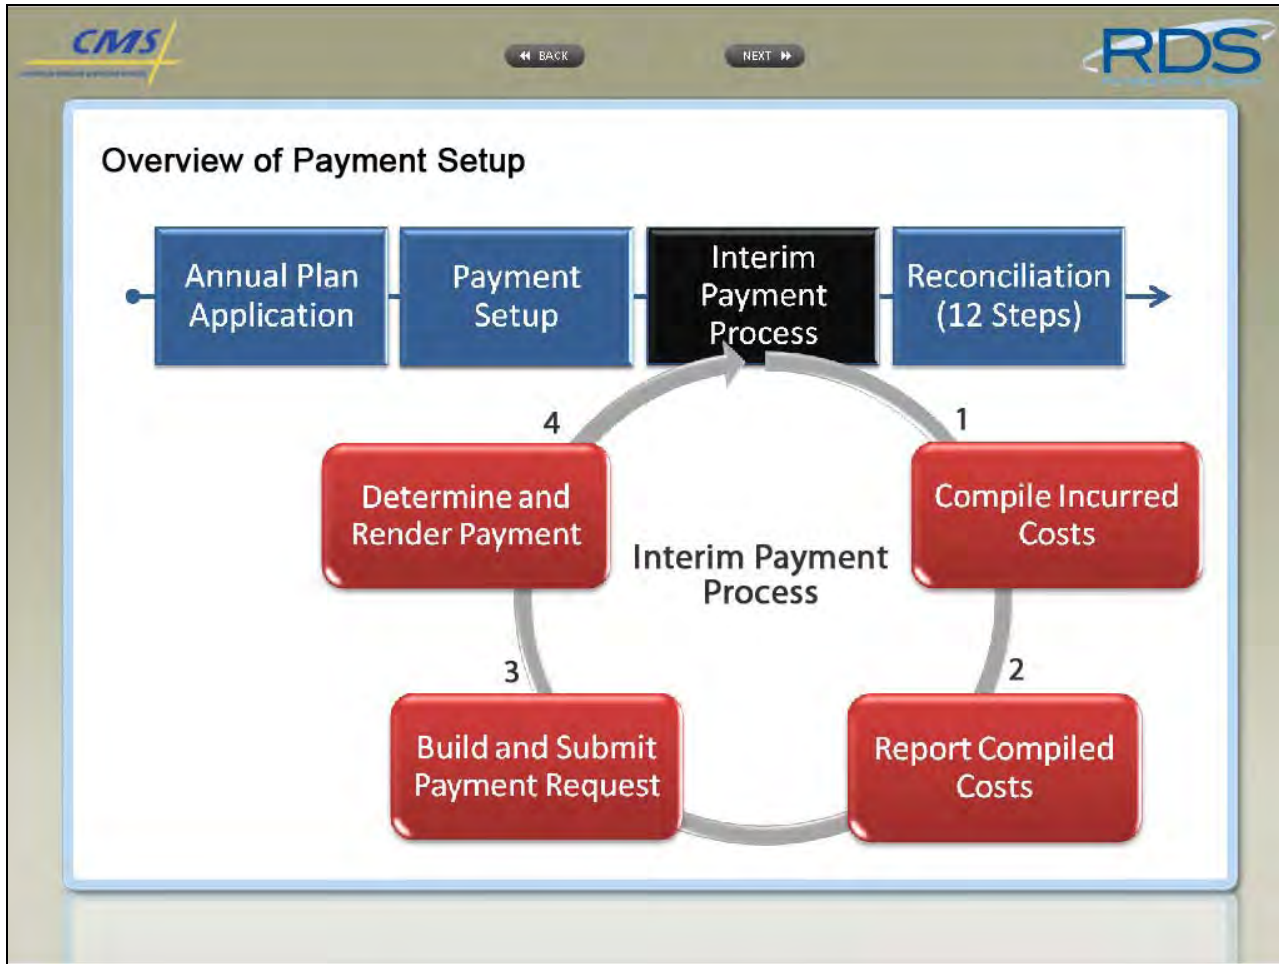 CMS
BACK
NEXT
RDS
Overview of Payment Setup
Annual Plan
Application
Payment
Setup
Interim
Payment
Process
Reconciliation
(12 Steps)
4
1
Determine and
Render Payment
Compile Incurred
Costs
Interim Payment
Process
3
2
Build and Submit
Payment Request
Report Compiled
Costs